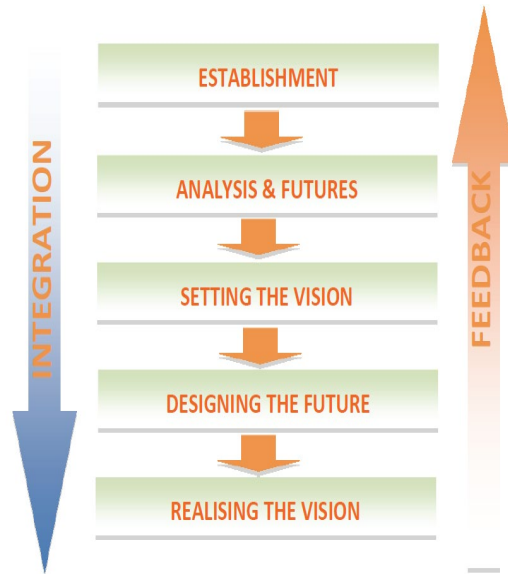 ESTABLISHMENT
ANALYSIS & FUTURES
SETTING THE VISION
DESIGNING THE FUTURE
REALISING THE VISION
INTEGRATION
FEEDBACK